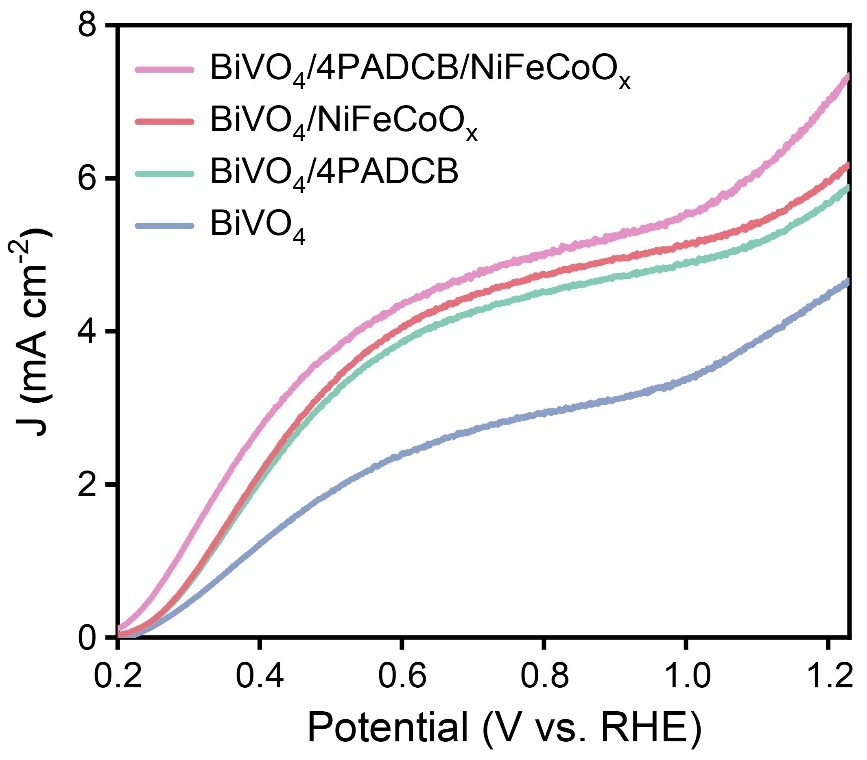 8
6
4
2
0
J (mA cm⁻²)
BiVO₄/4PADCB/NiFeCoOₓ
BiVO₄/NiFeCoOₓ
BiVO₄/4PADCB
BiVO₄
0.2 0.4 0.6 0.8 1.0 1.2
Potential (V vs. RHE)